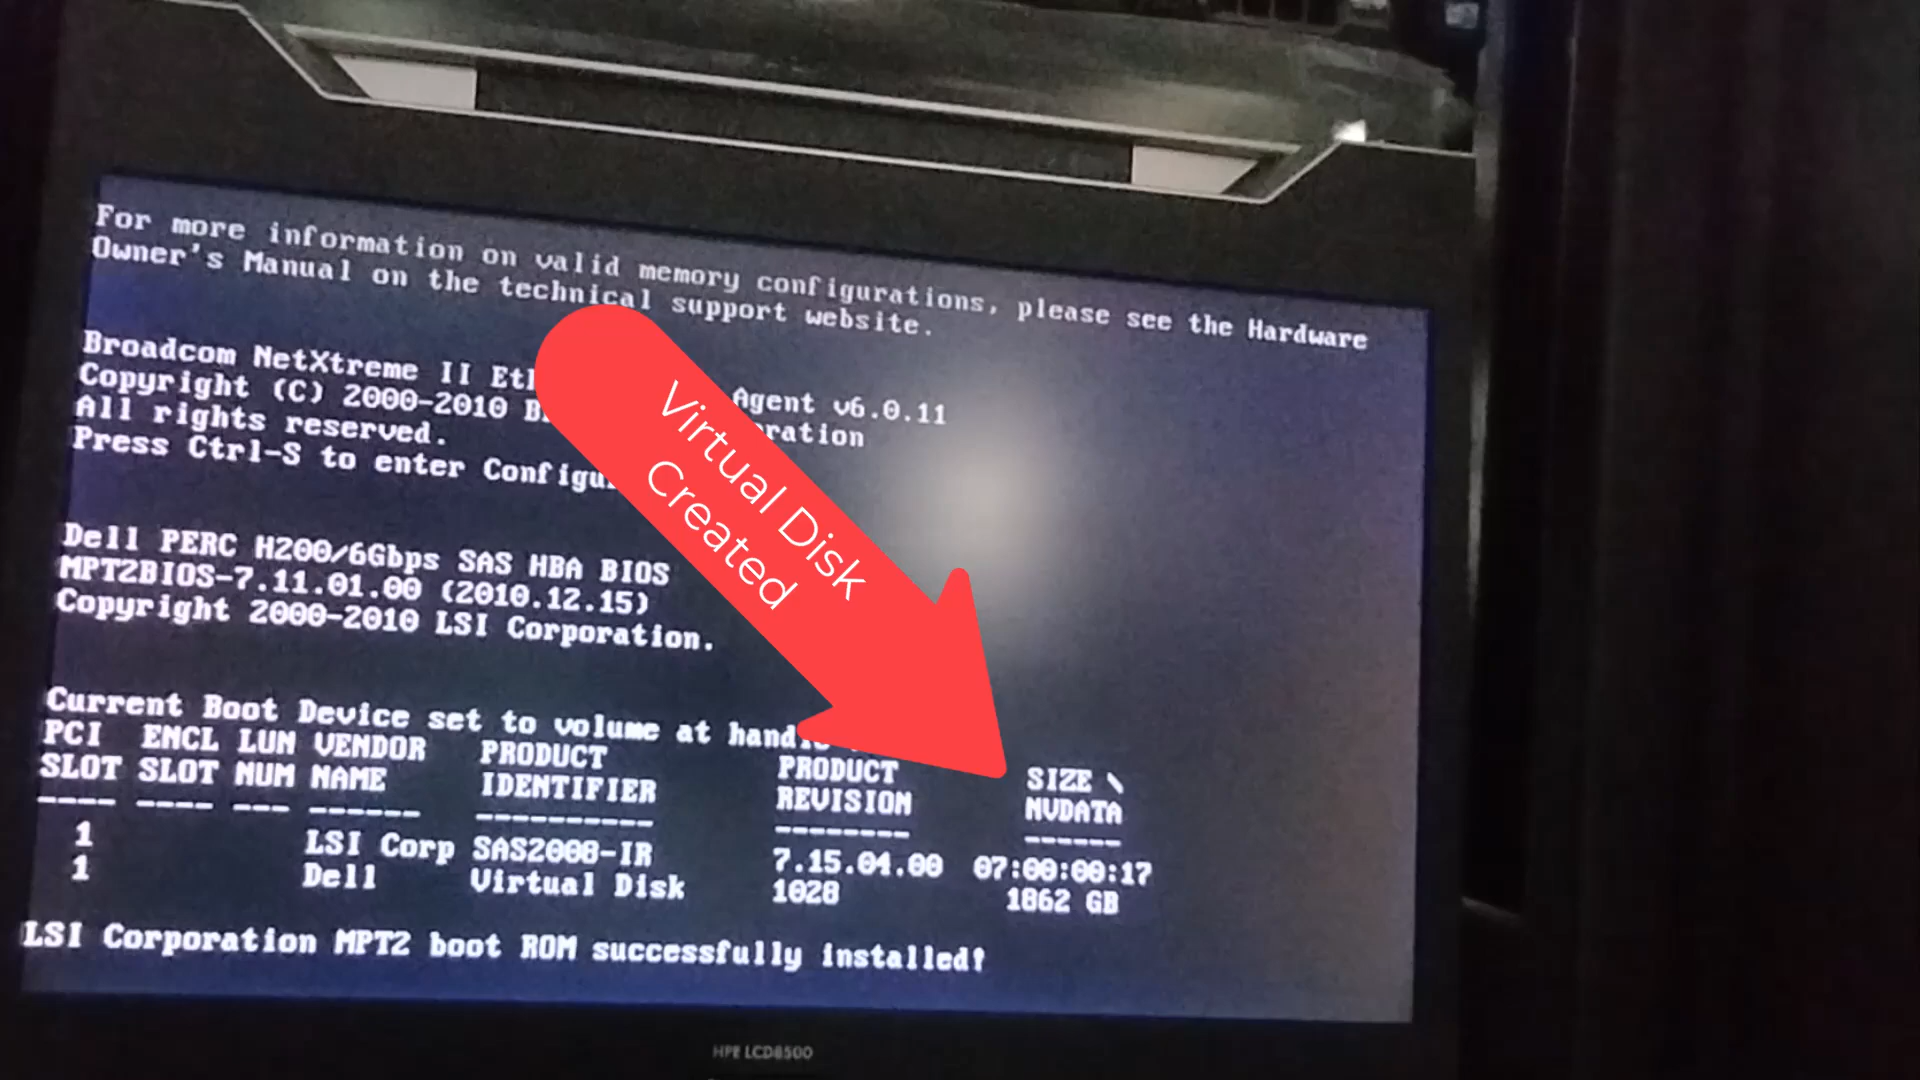 For more information on valid memory configurations, please see the Hardware
Owner's Manual on the technical support website.
Broadcom NetXtreme II Agent v6.0.11
Copyright (C) 2000-2010
All rights reserved.
Press Ctrl-S to enter
Virtual Disk
Created
Dell PERC H200/6Gbps SAS HBA BIOS
MPT2BIOS-7.11.01.00 (2010.12.15)
Copyright 2000-2010 LSI Corporation.
Current Boot Device set to volume at
PCI ENCL LUN VENDOR PRODUCT PRODUCT SIZE \
SLOT SLOT NUM NAME IDENTIFIER REVISION NVDATA
---- ---- --- ------ ---------- -------- ------
1 LSI Corp SAS2008-IR 7.15.04.00 07:00:00:17
1 Dell Virtual Disk 1028 1862 GB
LSI Corporation MPT2 boot ROM successfully installed!
HPE LCD8500